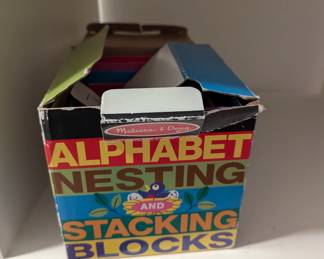 Melissa & Doug
ALPHABET
NESTING
AND
STACKING
BLOCKS